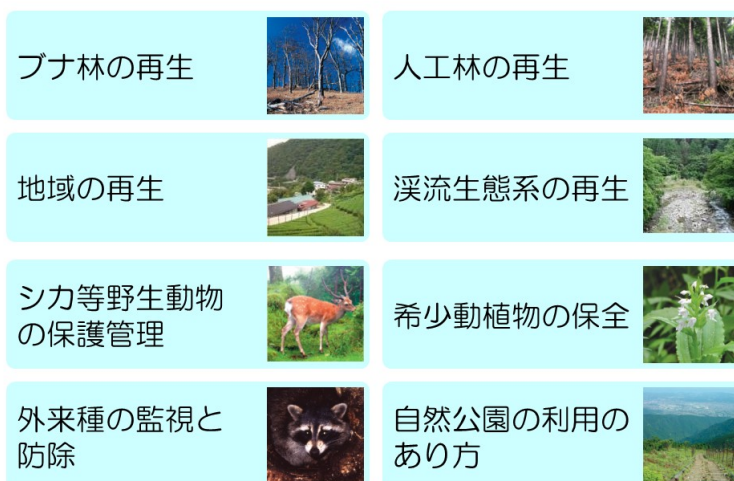 ブナ林の再生
人工林の再生
地域の再生
渓流生態系の再生
シカ等野生動物
の保護管理
希少動植物の保全
外来種の監視と
防除
自然公園の利用の
あり方